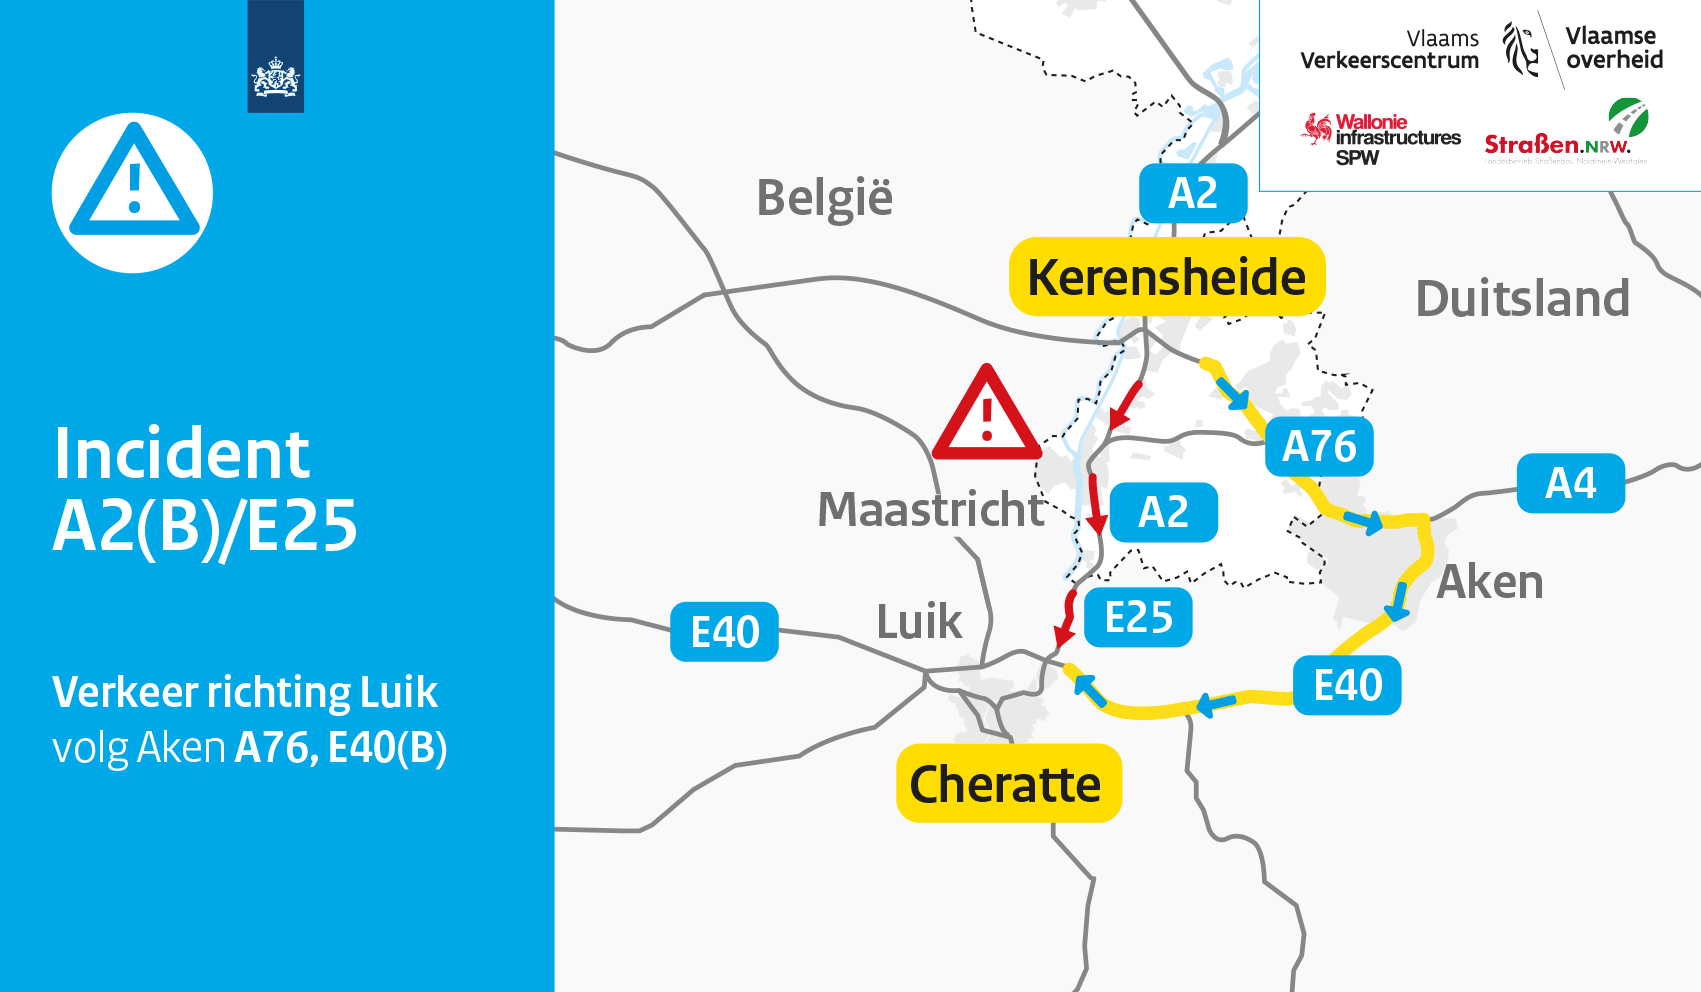 Incident
A2(B)/E25
Verkeer richting Luik
volg Aken A76, E40(B)
Vlaams
Verkeerscentrum
Vlaamse
overheid
Wallonie
infrastructures
SPW
Straßen.NRW.
Landesbetrieb Straßenbau Nordrhein-Westfalen
België
A2
Kerensheide
Duitsland
A76
A4
Maastricht
A2
Aken
Luik
E25
E40
E40
Cheratte